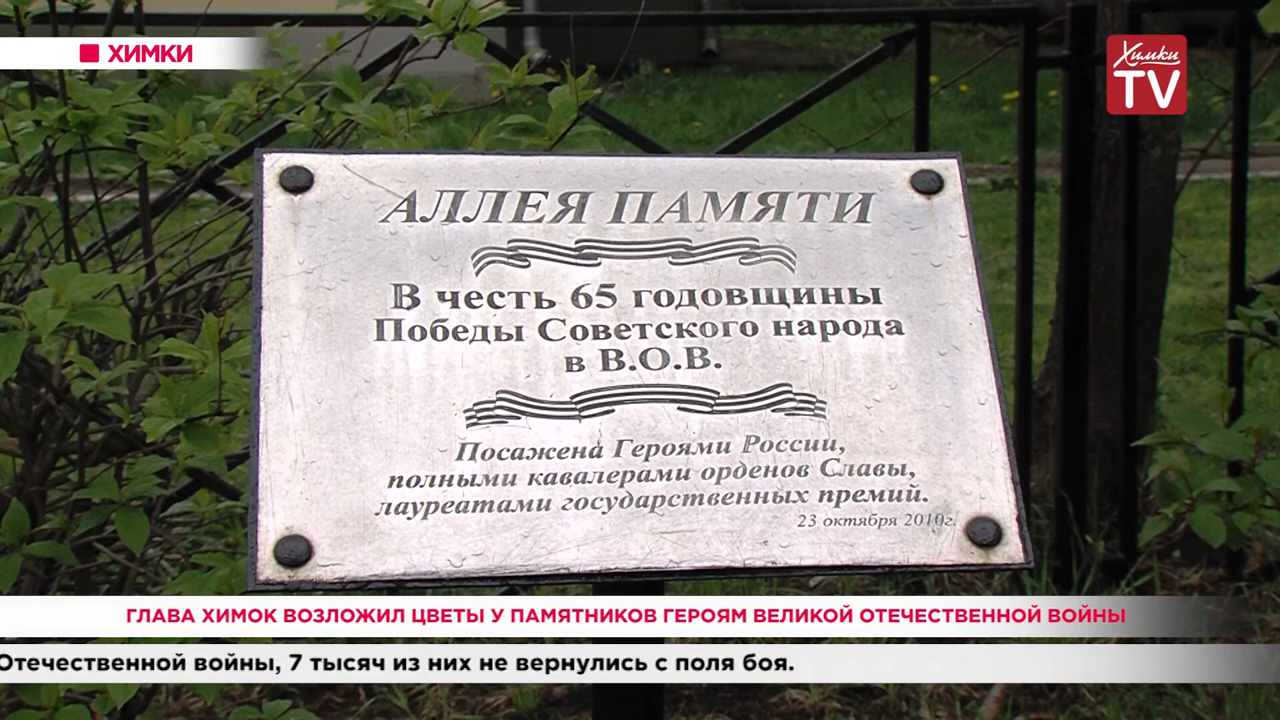 ХИМКИ
Химки
TV
АЛЛЕЯ ПАМЯТИ
В честь 65 годовщины
Победы Советского народа
в В.О.В.
Посажена Героями России,
полными кавалерами орденов Славы,
лауреатами государственных премий.
23 октября 2010г.
ГЛАВА ХИМОК ВОЗЛОЖИЛ ЦВЕТЫ У ПАМЯТНИКОВ ГЕРОЯМ ВЕЛИКОЙ ОТЕЧЕСТВЕННОЙ ВОЙНЫ
Отечественной войны, 7 тысяч из них не вернулись с поля боя.